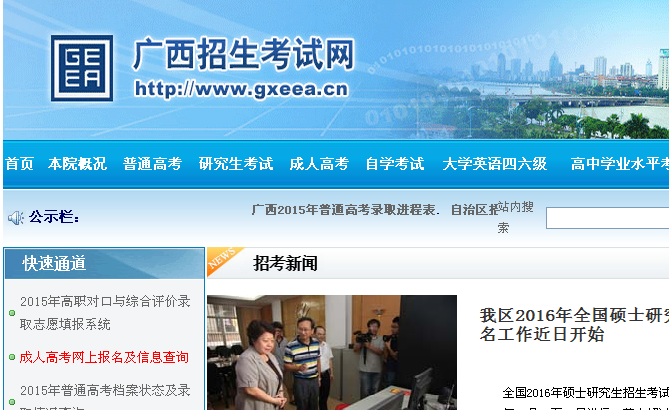 GEEA
广西招生考试网
http://www.gxeea.cn
首页 本院概况 普通高考 研究生考试 成人高考 自学考试 大学英语四六级 高中学业水平考
公示栏：
广西2015年普通高考录取进程表. 自治区招
站内搜
索
快速通道
NEWS
招考新闻
2015年高职对口与综合评价录
取志愿填报系统
成人高考网上报名及信息查询
2015年普通高考档案状态及录
我区2016年全国硕士研究
名工作近日开始
全国2016年硕士研究生招生考试